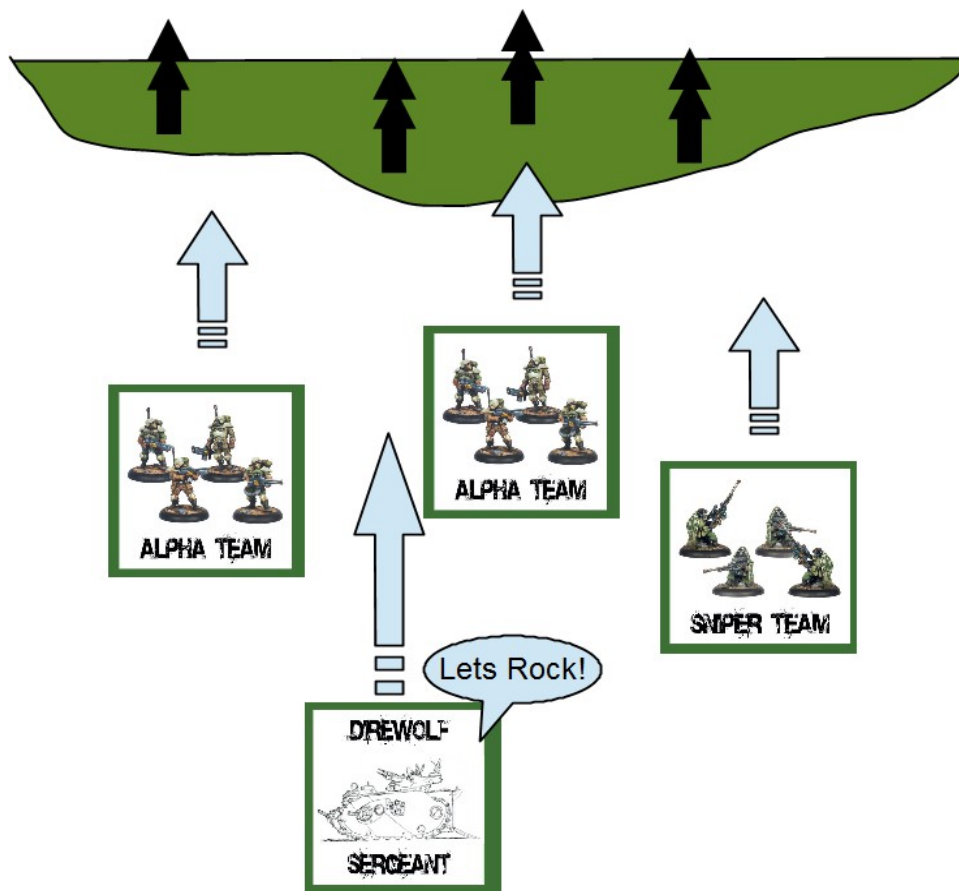 ALPHA TEAM
ALPHA TEAM
SNIPER TEAM
Lets Rock!
DIREWOLF
SERGEANT